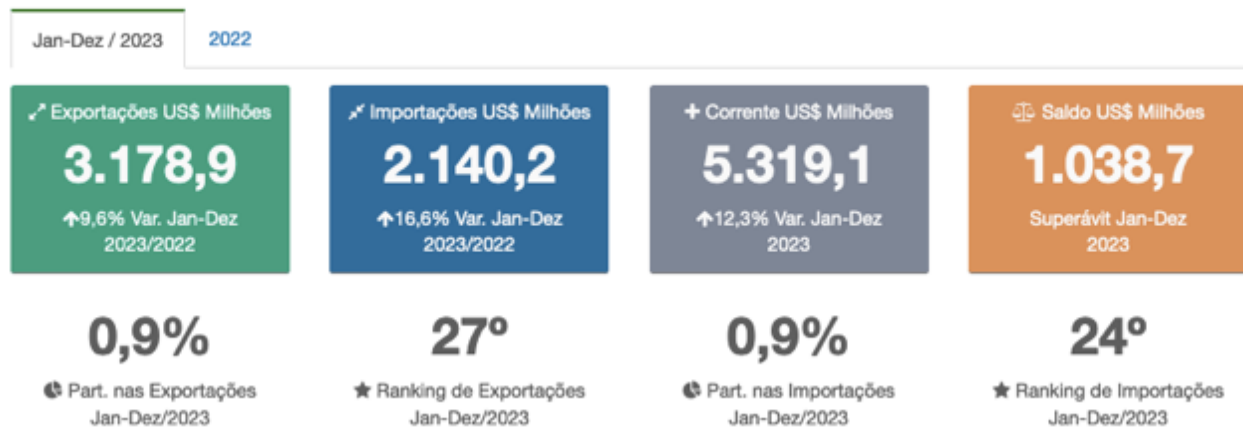 Jan-Dez / 2023
2022
Exportações US$ Milhões
3.178,9
9,6% Var. Jan-Dez
2023/2022
Importações US$ Milhões
2.140,2
16,6% Var. Jan-Dez
2023/2022
Corrente US$ Milhões
5.319,1
12,3% Var. Jan-Dez
2023
Saldo US$ Milhões
1.038,7
Superávit Jan-Dez
2023
0,9%
Part. nas Exportações
Jan-Dez/2023
27º
Ranking de Exportações
Jan-Dez/2023
0,9%
Part. nas Importações
Jan-Dez/2023
24º
Ranking de Importações
Jan-Dez/2023